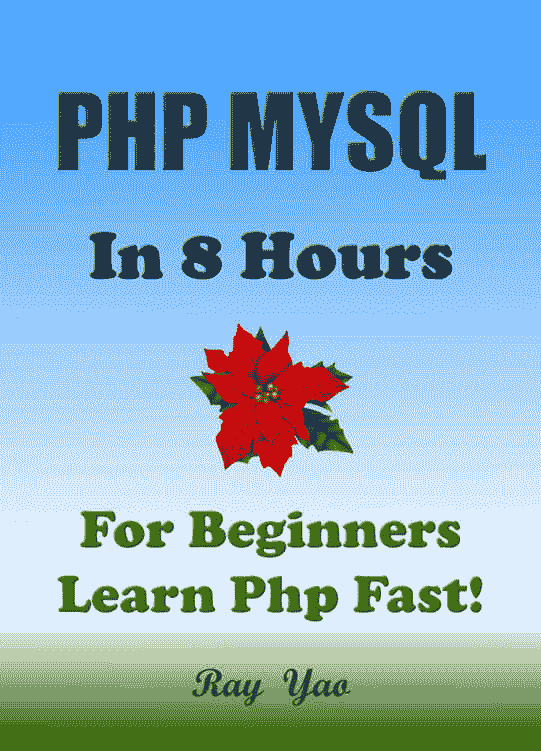 PHP MYSQL
In 8 Hours
For Beginners
Learn Php Fast!
Ray Yao